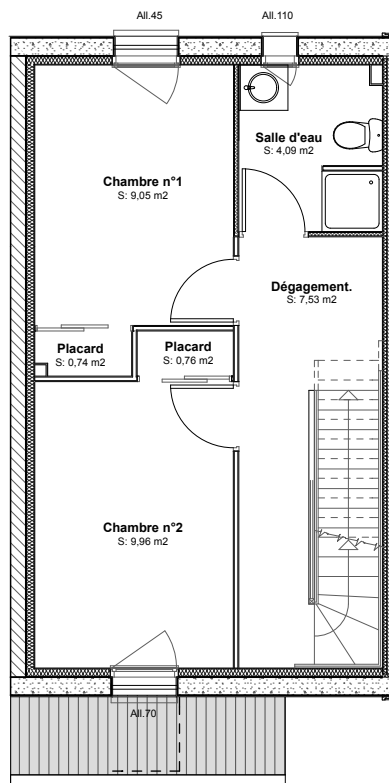 All.45
All.110
Salle d'eau
S: 4,09 m2
Chambre n°1
S: 9,05 m2
Dégagement.
S: 7,53 m2
Placard
S: 0,74 m2
Placard
S: 0,76 m2
Chambre n°2
S: 9,96 m2
All.70